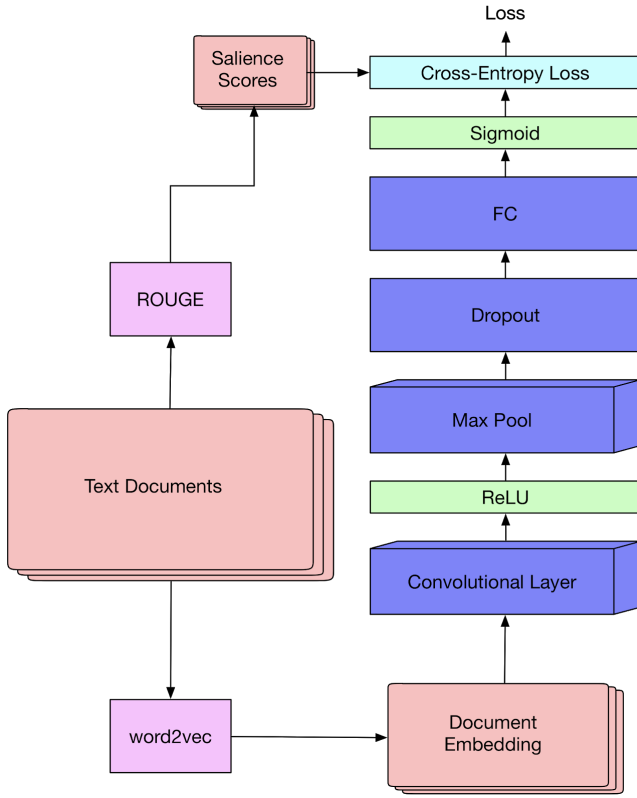 Loss
Salience
Scores
Cross-Entropy Loss
Sigmoid
FC
ROUGE
Dropout
Max Pool
Text Documents
ReLU
Convolutional Layer
word2vec
Document
Embedding